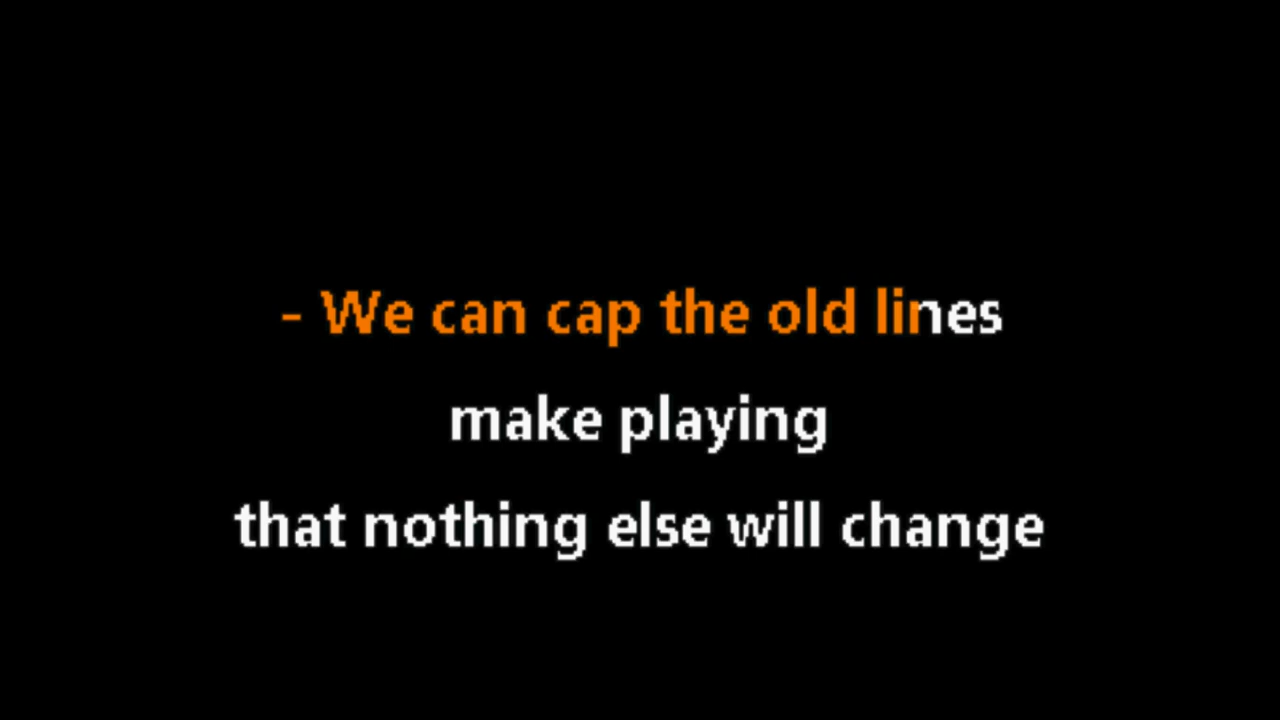 - We can cap the old lines
make playing
that nothing else will change